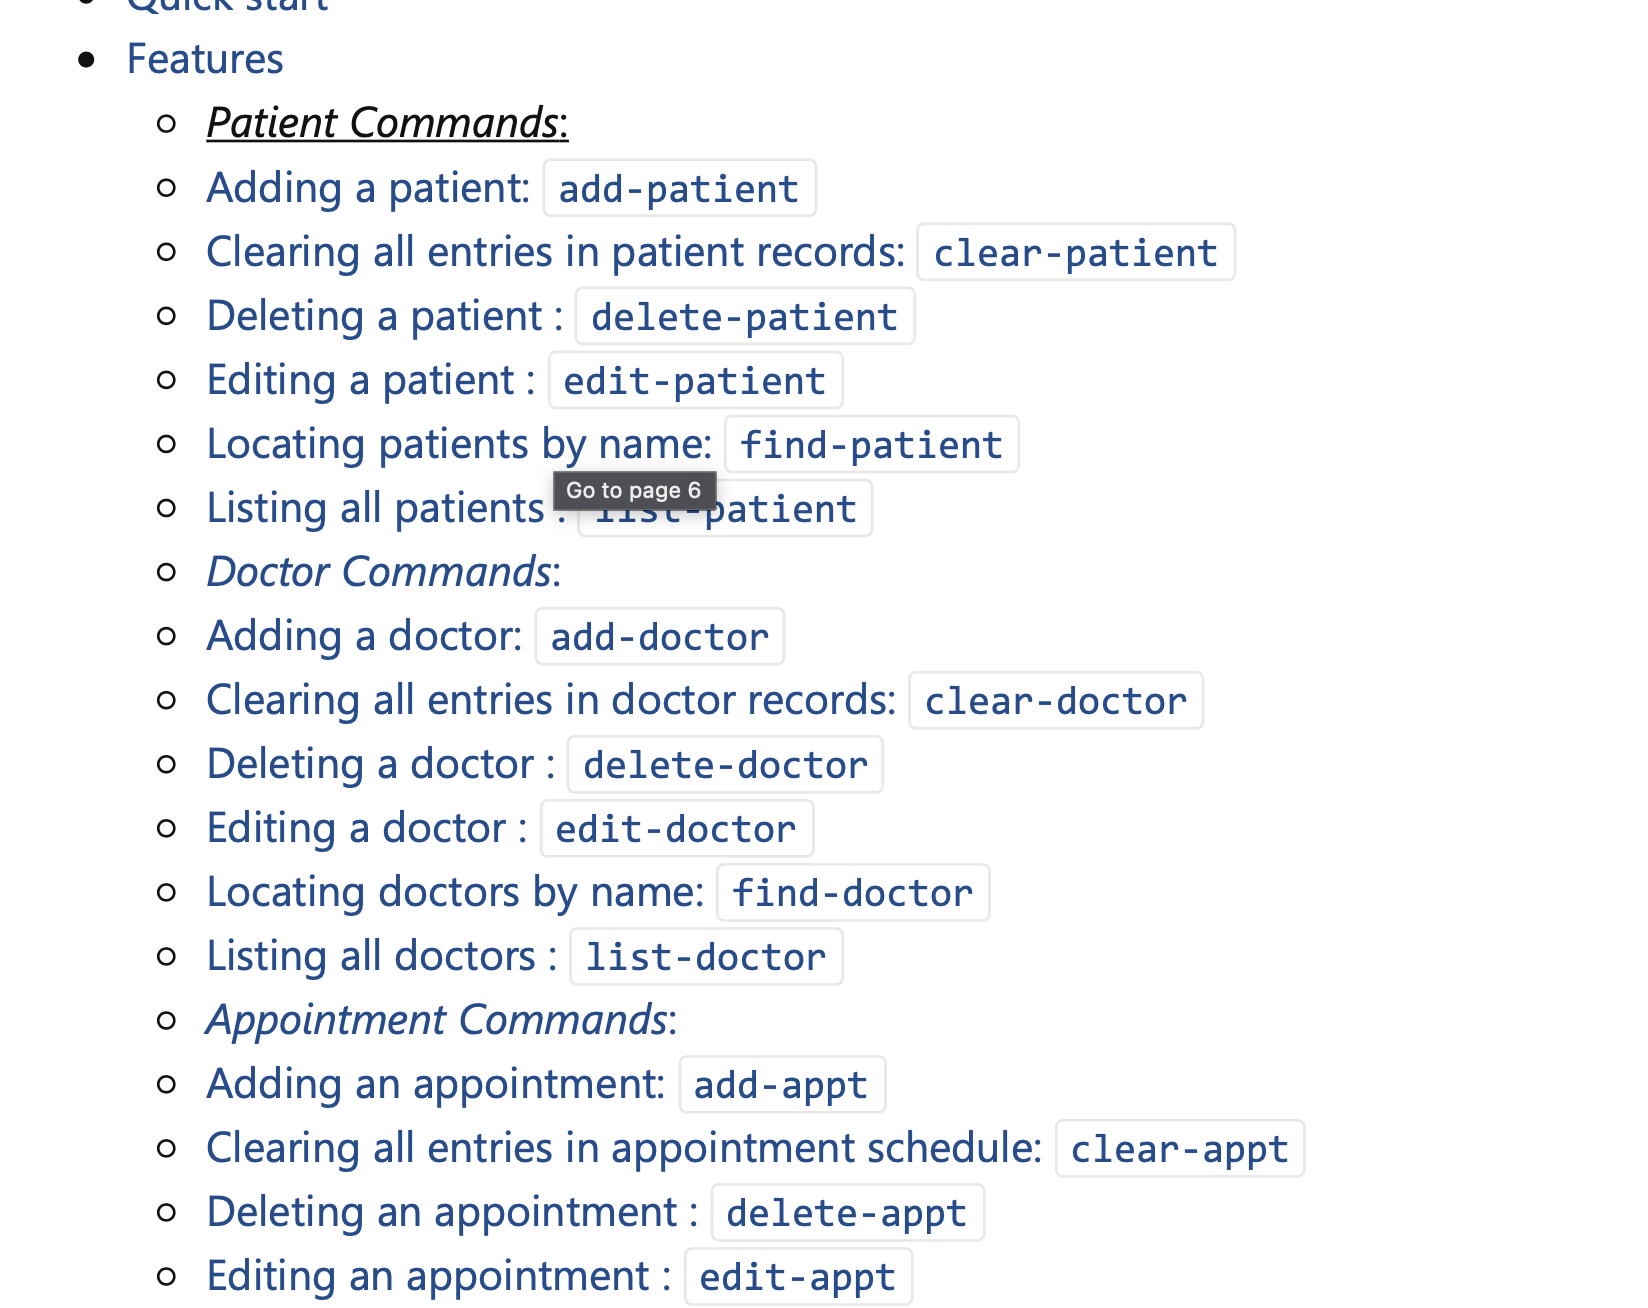 Quick start
Features
Patient Commands:
Adding a patient: add-patient
Clearing all entries in patient records: clear-patient
Deleting a patient : delete-patient
Editing a patient : edit-patient
Locating patients by name: find-patient
Go to page 6
Listing all patients : list-patient
Doctor Commands:
Adding a doctor: add-doctor
Clearing all entries in doctor records: clear-doctor
Deleting a doctor : delete-doctor
Editing a doctor : edit-doctor
Locating doctors by name: find-doctor
Listing all doctors : list-doctor
Appointment Commands:
Adding an appointment: add-appt
Clearing all entries in appointment schedule: clear-appt
Deleting an appointment : delete-appt
Editing an appointment : edit-appt